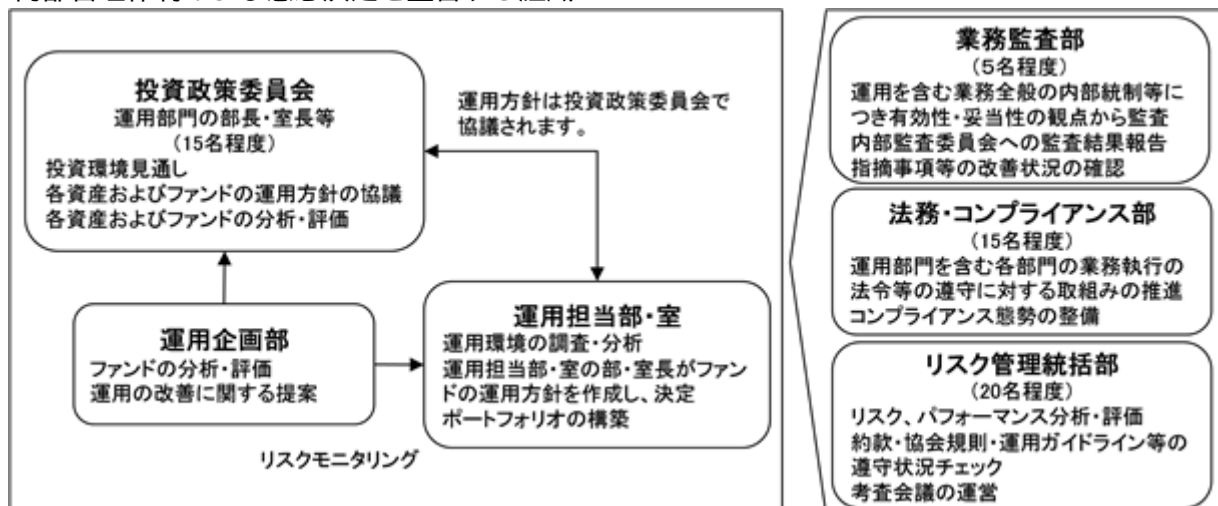 投資政策委員会
運用部門の部長・室長等
(15名程度)
投資環境見通し
各資産およびファンドの運用方針の協議
各資産およびファンドの分析・評価
運用方針は投資政策委員会で
協議されます。
運用企画部
ファンドの分析・評価
運用の改善に関する提案
運用担当部・室
運用環境の調査・分析
運用担当部・室の部・室長がファン
ドの運用方針を作成し、決定
ポートフォリオの構築
リスクモニタリング
業務監査部
(5名程度)
運用を含む業務全般の内部統制等に
つき有効性・妥当性の観点から監査
内部監査委員会への監査結果報告
指摘事項等の改善状況の確認
法務・コンプライアンス部
(15名程度)
運用部門を含む各部門の業務執行の
法令等の遵守に対する取組みの推進
コンプライアンス態勢の整備
リスク管理統括部
(20名程度)
リスク、パフォーマンス分析・評価
約款・協会規則・運用ガイドライン等の
遵守状況チェック
考査会議の運営